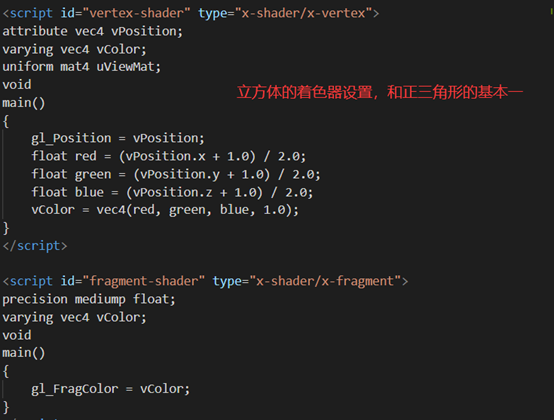 <script id="vertex-shader" type="x-shader/x-vertex">
attribute vec4 vPosition;
varying vec4 vColor;
uniform mat4 uViewMat;
void
立方体的着色器设置，和正三角形的基本一
main()
{
    gl_Position = vPosition;
    float red = (vPosition.x + 1.0) / 2.0;
    float green = (vPosition.y + 1.0) / 2.0;
    float blue = (vPosition.z + 1.0) / 2.0;
    vColor = vec4(red, green, blue, 1.0);
}
</script>
<script id="fragment-shader" type="x-shader/x-fragment">
precision mediump float;
varying vec4 vColor;
void
main()
{
    gl_FragColor = vColor;
}